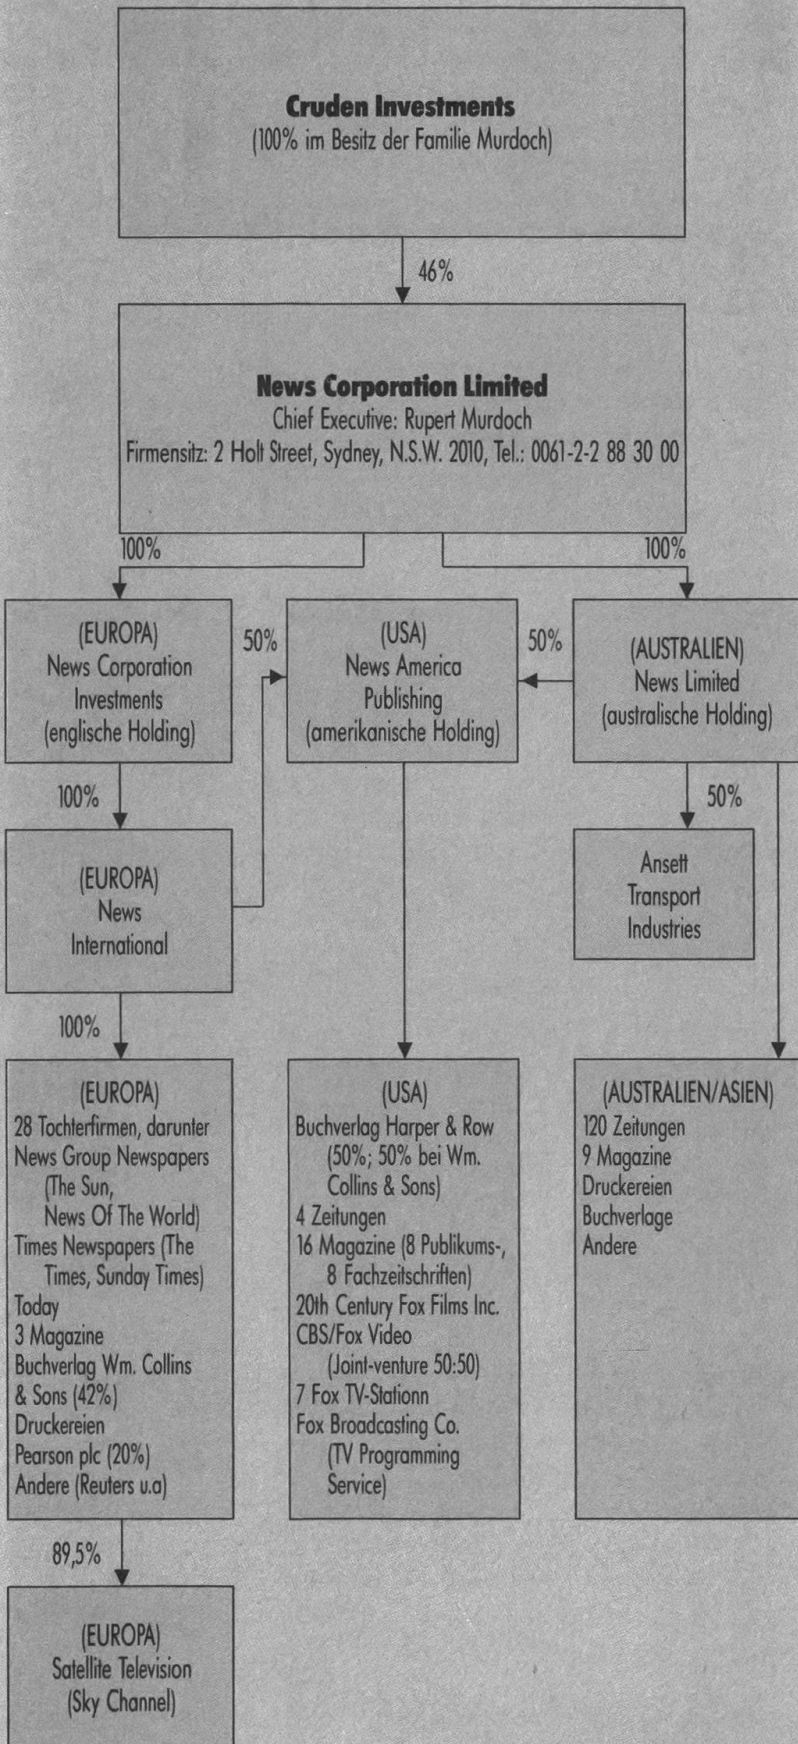 Cruden Investments
(100% im Besitz der Familie Murdoch)
46%
News Corporation Limited
Chief Executive: Rupert Murdoch
Firmensitz: 2 Holt Street, Sydney, N.S.W. 2010, Tel.: 0061-2-2 88 30 00
100%
100%
(EUROPA)
News Corporation
Investments
(englische Holding)
50%
(USA)
News America
Publishing
(amerikanische Holding)
50%
(AUSTRALIEN)
News Limited
(australische Holding)
100%
50%
(EUROPA)
News
International
Ansett
Transport
Industries
100%
(EUROPA)
28 Tochterfirmen, darunter
News Group Newspapers
(The Sun,
News Of The World)
Times Newspapers (The
Times, Sunday Times)
Today
3 Magazine
Buchverlag Wm. Collins
& Sons (42%)
Druckereien
Pearson plc (20%)
Andere (Reuters u.a)
(USA)
Buchverlag Harper & Row
(50%; 50% bei Wm.
Collins & Sons)
4 Zeitungen
16 Magazine (8 Publikums-,
8 Fachzeitschriften)
20th Century Fox Films Inc.
CBS/Fox Video
(Joint-venture 50:50)
7 Fox TV-Stationn
Fox Broadcasting Co.
(TV Programming
Service)
(AUSTRALIEN/ASIEN)
120 Zeitungen
9 Magazine
Druckereien
Buchverlage
Andere
89,5%
(EUROPA)
Satellite Television
(Sky Channel)